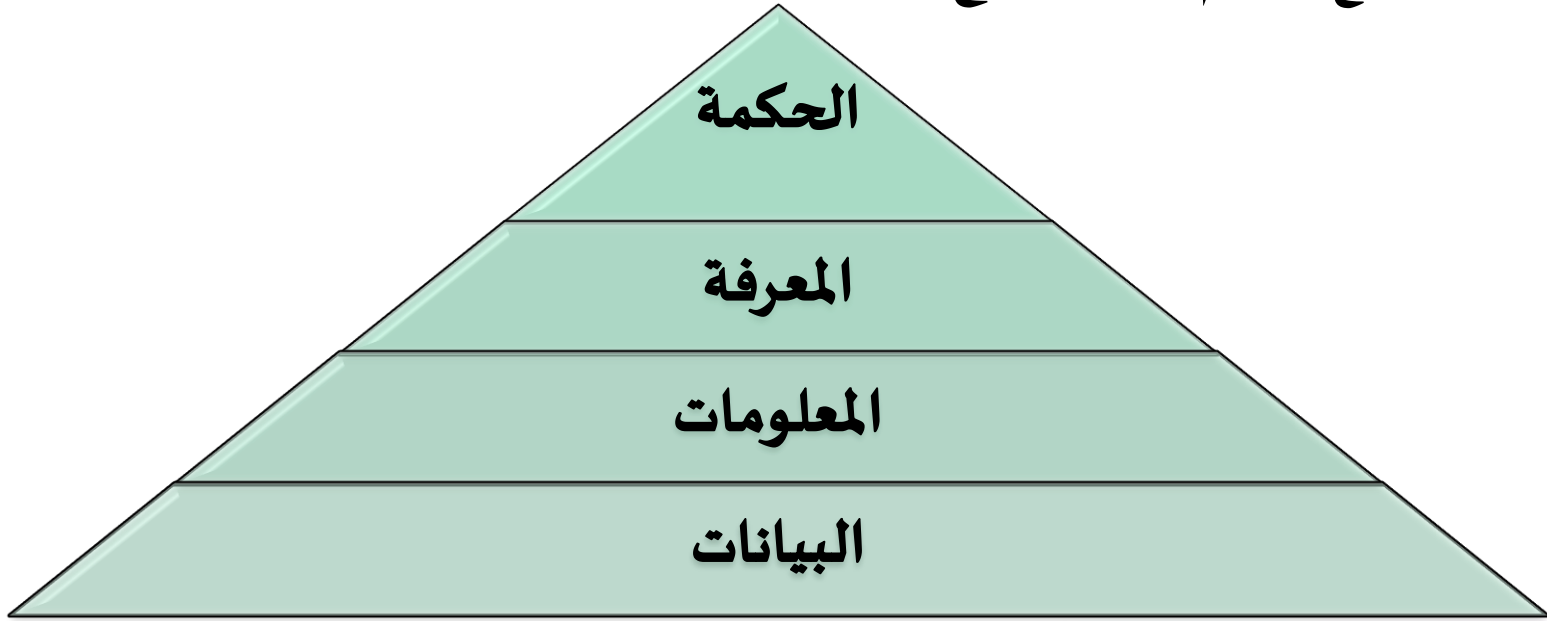 الحكمة
المعرفة
المعلومات
البيانات